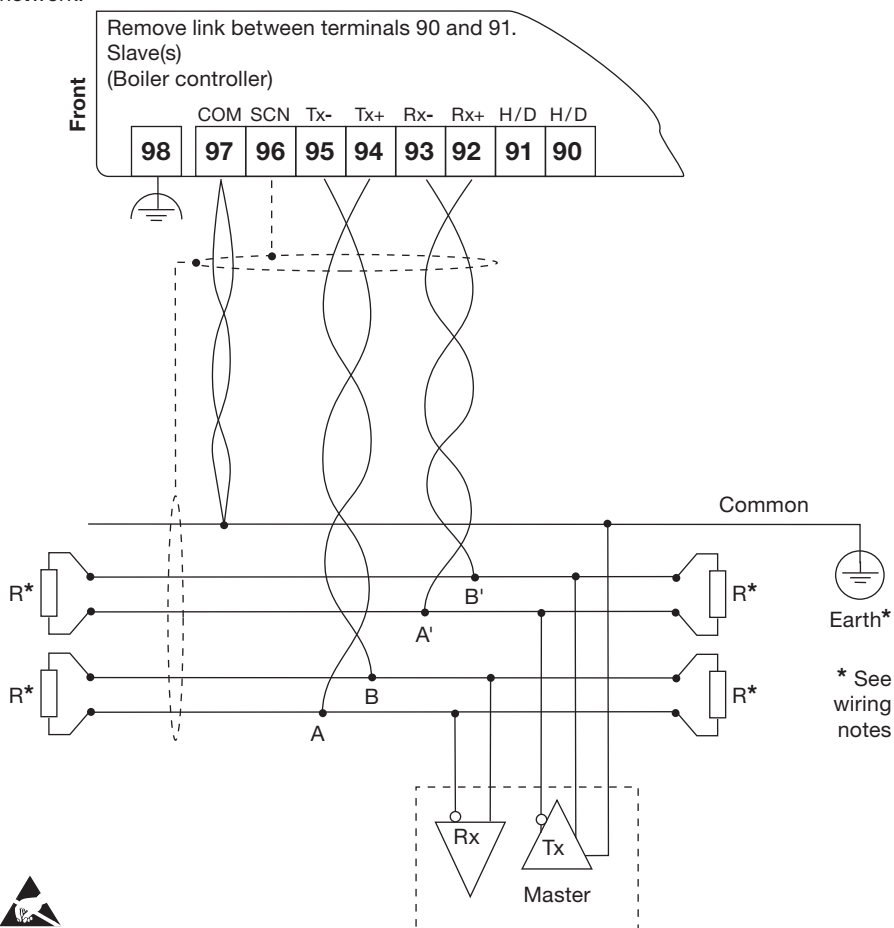 Remove link between terminals 90 and 91.
Slave(s)
(Boiler controller)
Front
COM SCN Tx- Tx+ Rx- Rx+ H/D H/D
98 97 96 95 94 93 92 91 90
Common
R* B' R*
A' Earth*
R* B R*
A
* See
wiring
notes
Rx Tx
Master